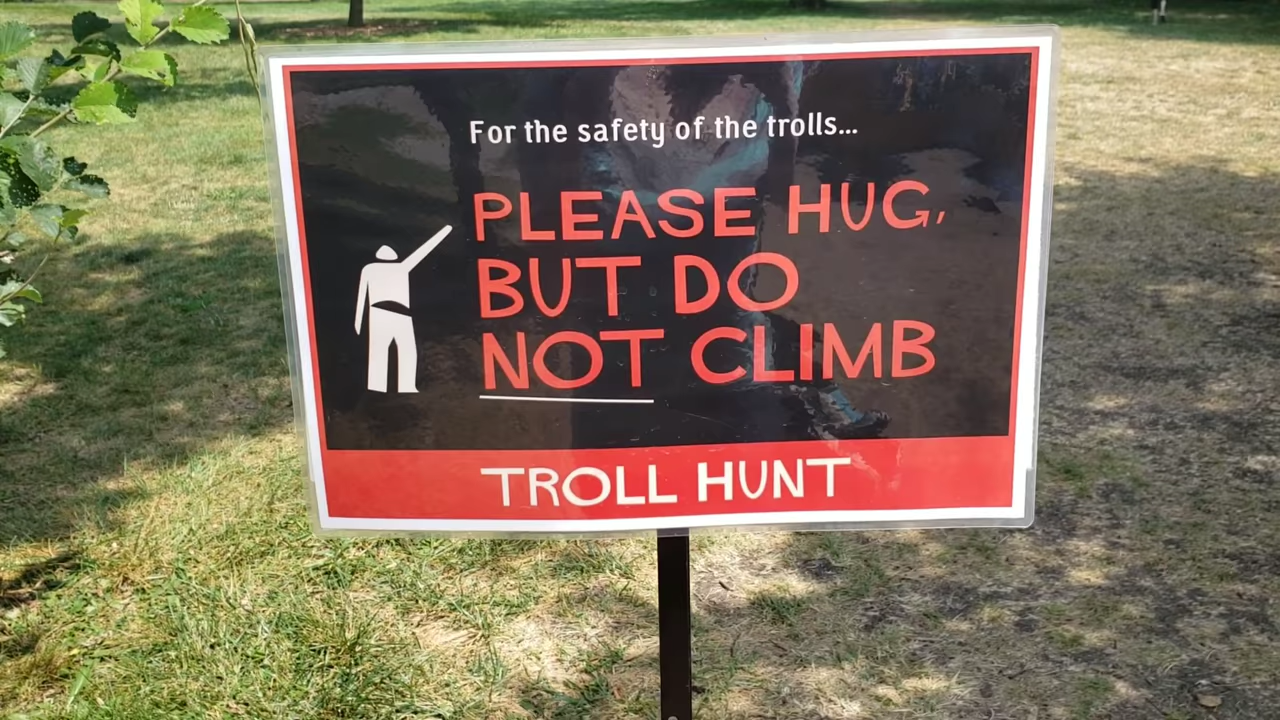 For the safety of the trolls...
PLEASE HUG,
BUT DO
NOT CLIMB
TROLL HUNT